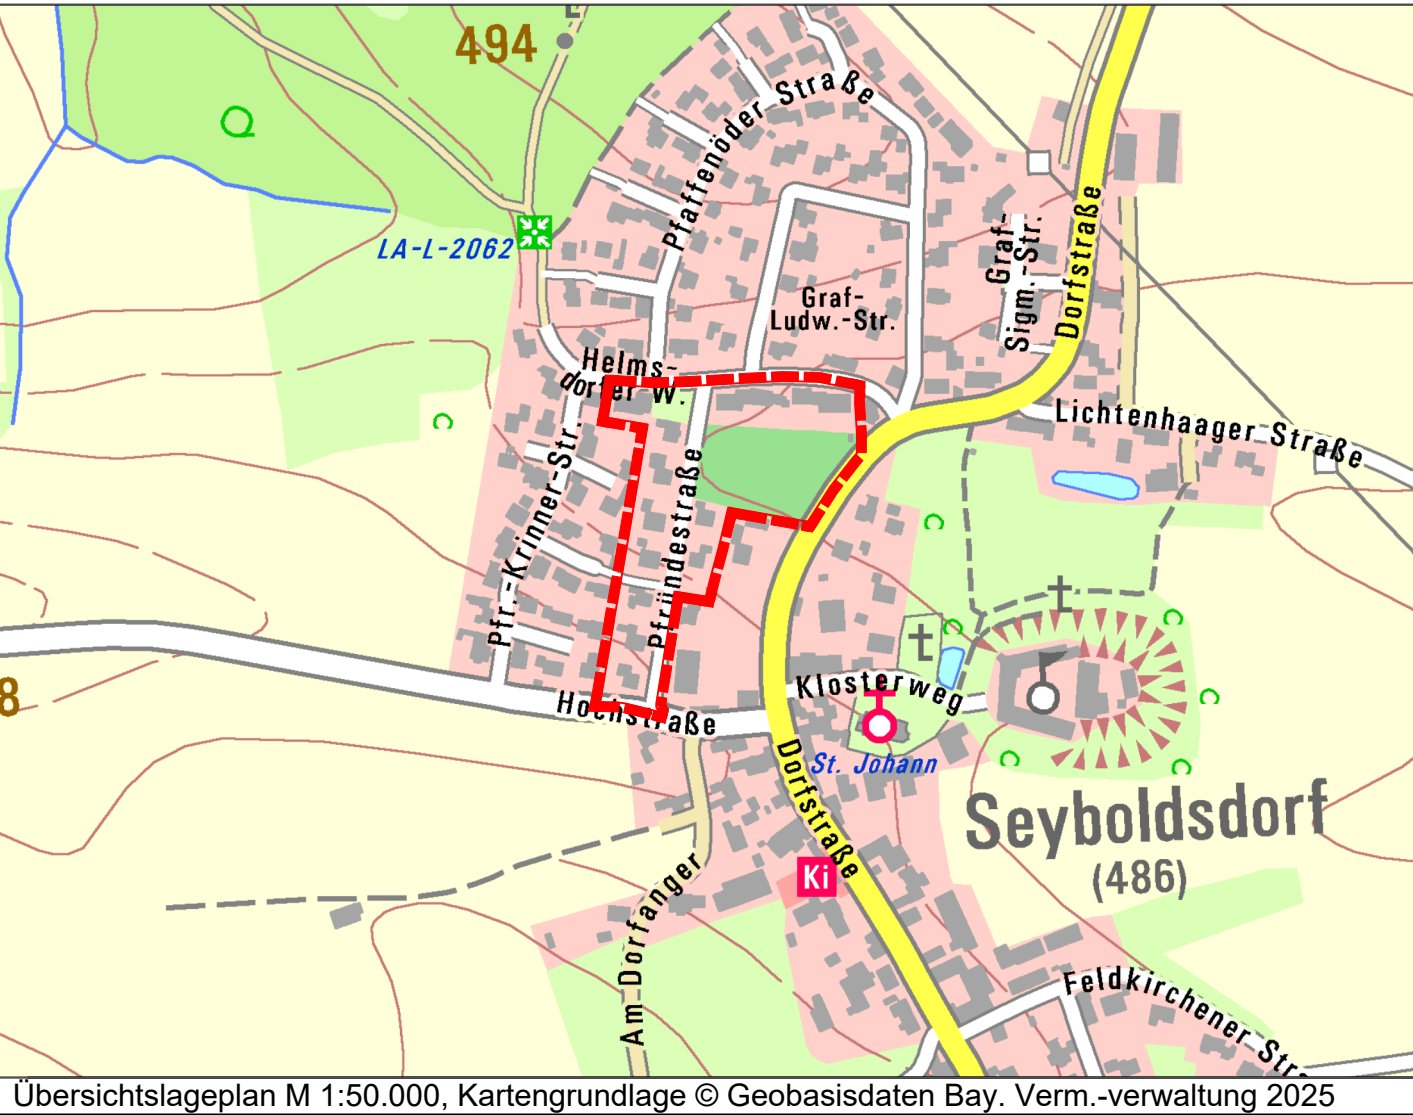 494
Pfaffenöder Straße
LA-L-2062
Graf-
Sigm.-Str.
Dorfstraße
Graf-
Ludw.-Str.
Helms-
dorfer W.
Lichtenhaager Straße
Pfr.-Krinner-Str.
Pfründestraße
8
Hochstraße
Klosterweg
St. Johann
Dorfstraße
Seyboldsdorf
(486)
Ki
Am Dorfanger
Feldkirchener Str
Übersichtslageplan M 1:50.000, Kartengrundlage © Geobasisdaten Bay. Verm.-verwaltung 2025